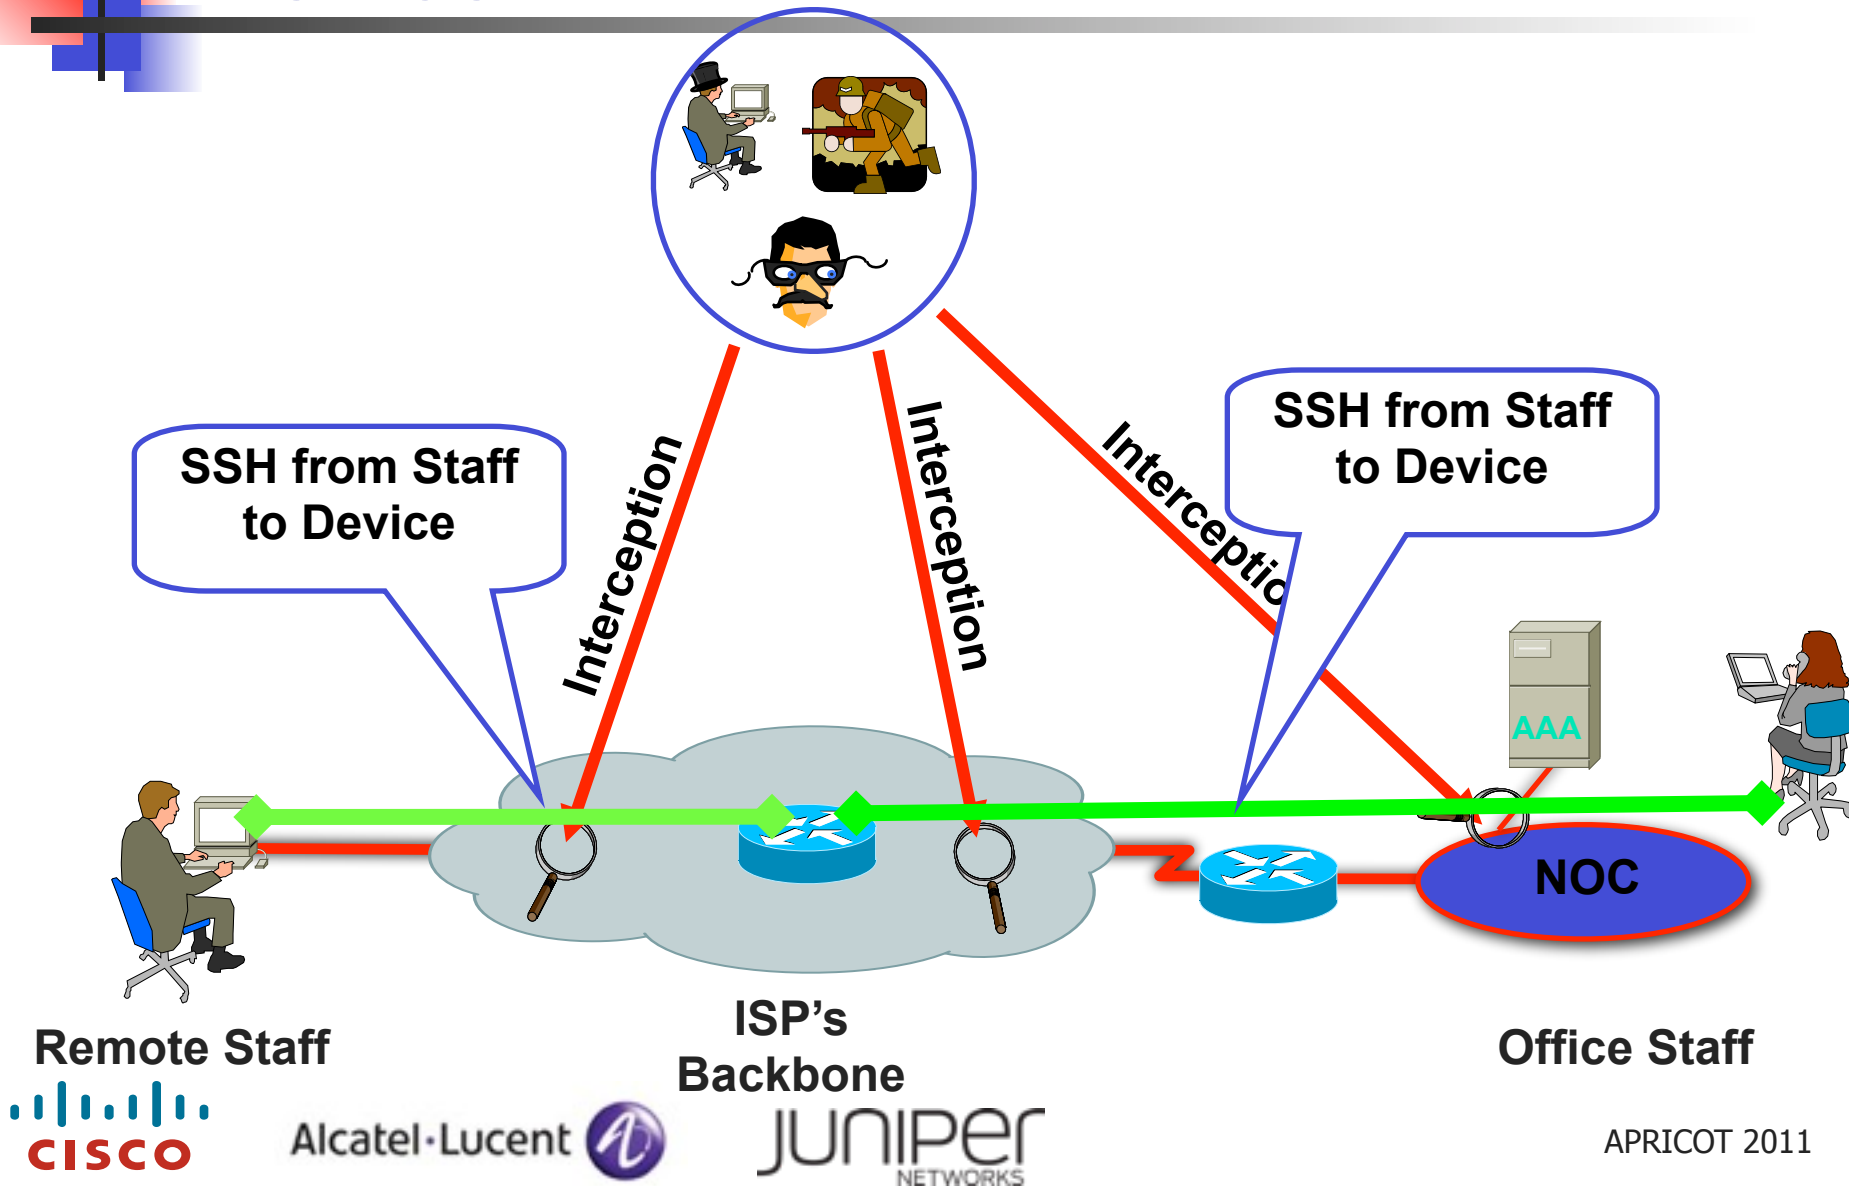 SSH from Staff
to Device
SSH from Staff
to Device
Interception
Interception
Interceptio
AAA
NOC
Remote Staff
ISP’s
Backbone
Office Staff
CISCO
Alcatel·Lucent
JUNIPER
NETWORKS
APRICOT 2011